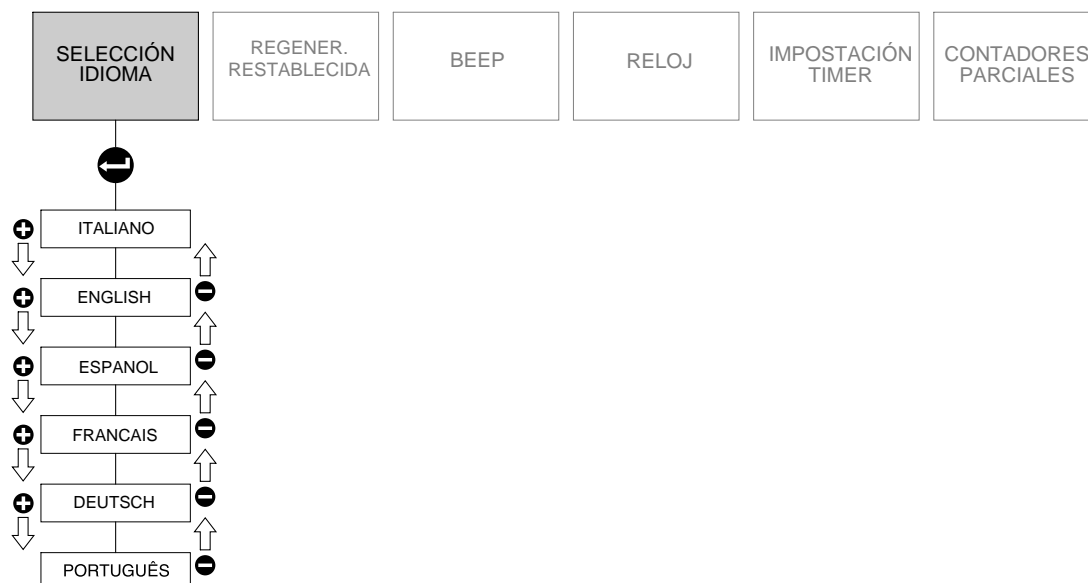 SELECCIÓN
IDIOMA
REGENER.
RESTABLECIDA
BEEP
RELOJ
IMPOSTACIÓN
TIMER
CONTADORES
PARCIALES
ITALIANO
ENGLISH
ESPANOL
FRANCAIS
DEUTSCH
PORTUGUÊS